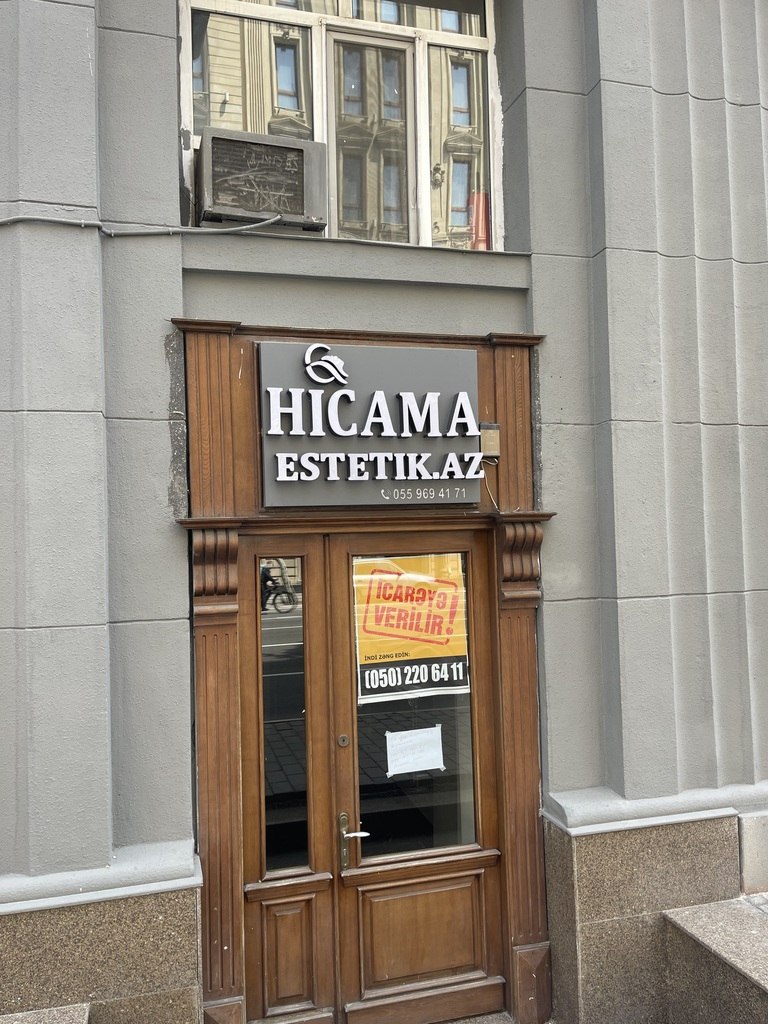 HICAMA
ESTETIK.AZ
055 969 41 71
İCARƏYƏ
VERİLİR!
İNDİ ZƏNG EDİN:
(050) 220 64 11